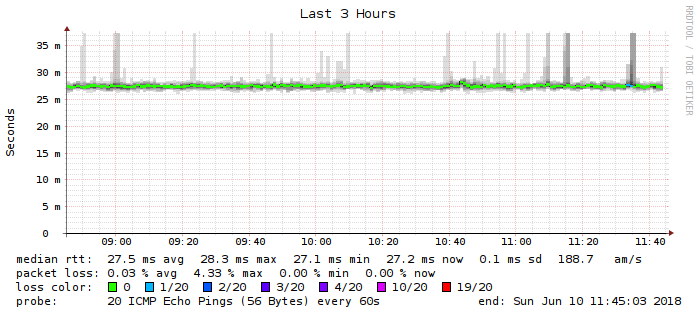 Last 3 Hours
RRDTOOL / TOBI OETIKER
Seconds
35 m
30 m
25 m
20 m
15 m
10 m
5 m
0
09:00 09:20 09:40 10:00 10:20 10:40 11:00 11:20 11:40
median rtt: 27.5 ms avg 28.3 ms max 27.1 ms min 27.2 ms now 0.1 ms sd 188.7 am/s
packet loss: 0.03 % avg 4.33 % max 0.00 % min 0.00 % now
loss color: 0 1/20 2/20 3/20 4/20 10/20 19/20
probe: 20 ICMP Echo Pings (56 Bytes) every 60s end: Sun Jun 10 11:45:03 2018